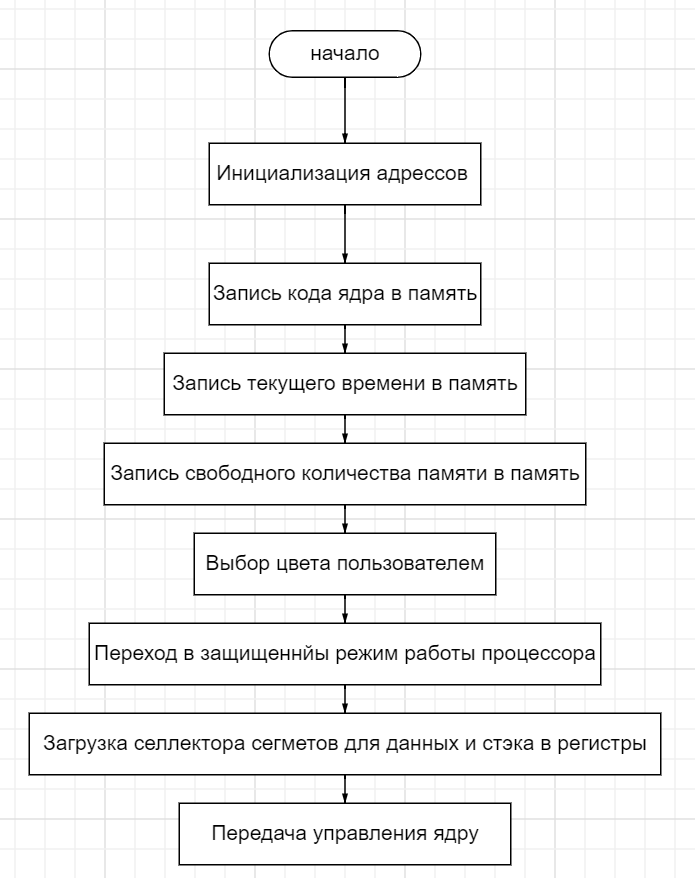 начало
Инициализация адрессов
Запись кода ядра в память
Запись текущего времени в память
Запись свободного количества памяти в память
Выбор цвета пользователем
Переход в защищеннйы режим работы процессора
Загрузка селлектора сегметов для данных и стэка в регистры
Передача управления ядру